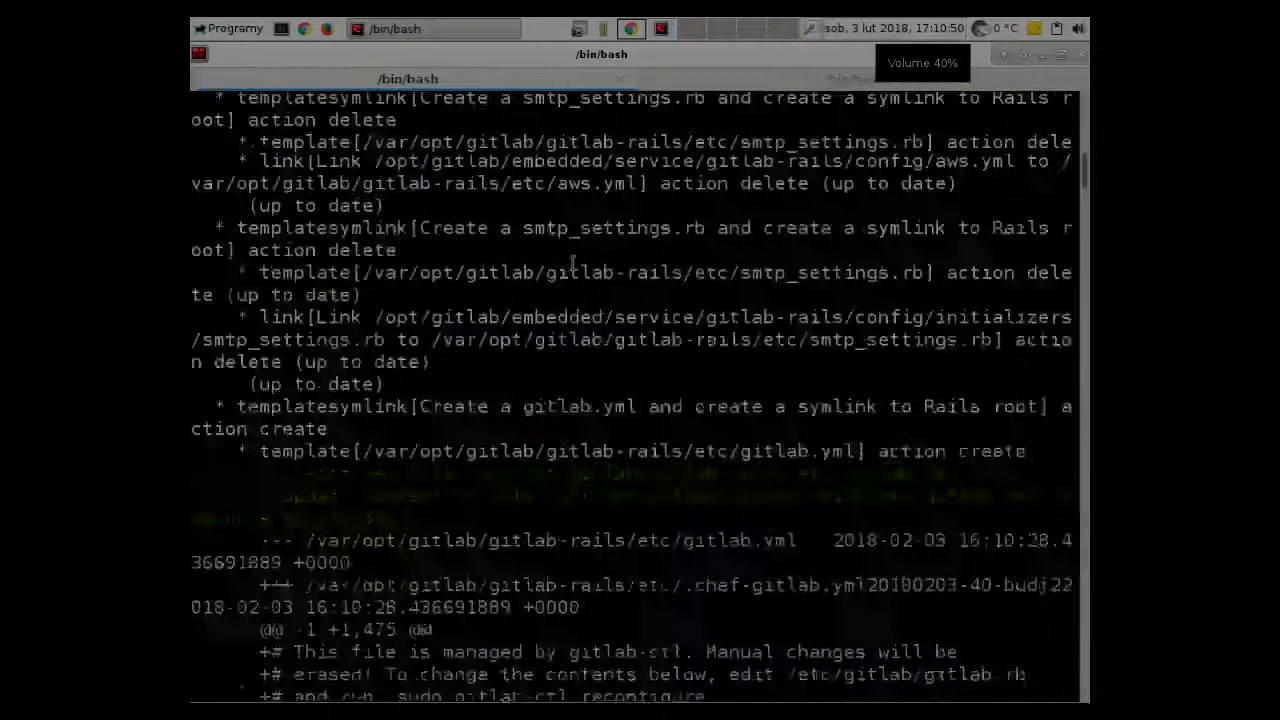 Programy
/bin/bash
sob, 3 lut 2018, 17:10:50
0 °C
/bin/bash
Volume 40%
/bin/bash
* templatesymlink[Create a smtp_settings.rb and create a symlink to Rails r
oot] action delete
* template[/var/opt/gitlab/gitlab-rails/etc/smtp_settings.rb] action dele
* link[Link /opt/gitlab/embedded/service/gitlab-rails/config/aws.yml to /
var/opt/gitlab/gitlab-rails/etc/aws.yml] action delete (up to date)
(up to date)
* templatesymlink[Create a smtp_settings.rb and create a symlink to Rails r
oot] action delete
* template[/var/opt/gitlab/gitlab-rails/etc/smtp_settings.rb] action dele
te (up to date)
* link[Link /opt/gitlab/embedded/service/gitlab-rails/config/initializers
/smtp_settings.rb to /var/opt/gitlab/gitlab-rails/etc/smtp_settings.rb] actio
n delete (up to date)
(up to date)
* templatesymlink[Create a gitlab.yml and create a symlink to Rails root] a
ction create
* template[/var/opt/gitlab/gitlab-rails/etc/gitlab.yml] action create
--- /var/opt/gitlab/gitlab-rails/etc/gitlab.yml 2018-02-03 16:10:28.4
36691889 +0000
+++ /var/opt/gitlab/gitlab-rails/etc/.chef-gitlab.yml20180203-40-budj22
018-02-03 16:10:28.436691889 +0000
@@ -1 +1,475 @@
+# This file is managed by gitlab-ctl. Manual changes will be
+# erased! To change the contents below, edit /etc/gitlab/gitlab.rb
+# and run `sudo gitlab-ctl reconfigure`